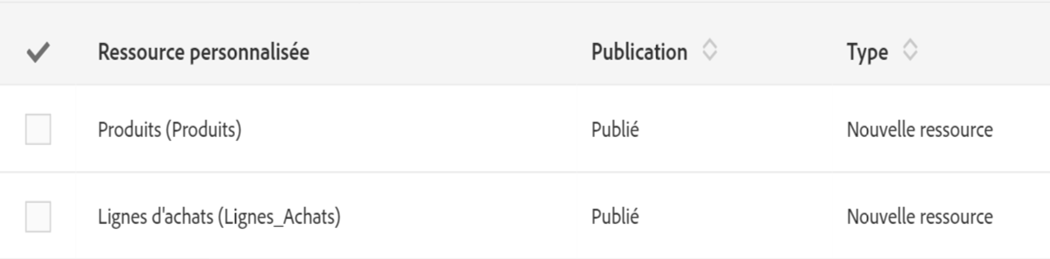 Ressource personnalisée Publication Type
Produits (Produits) Publié Nouvelle ressource
Lignes d'achats (Lignes_Achats) Publié Nouvelle ressource